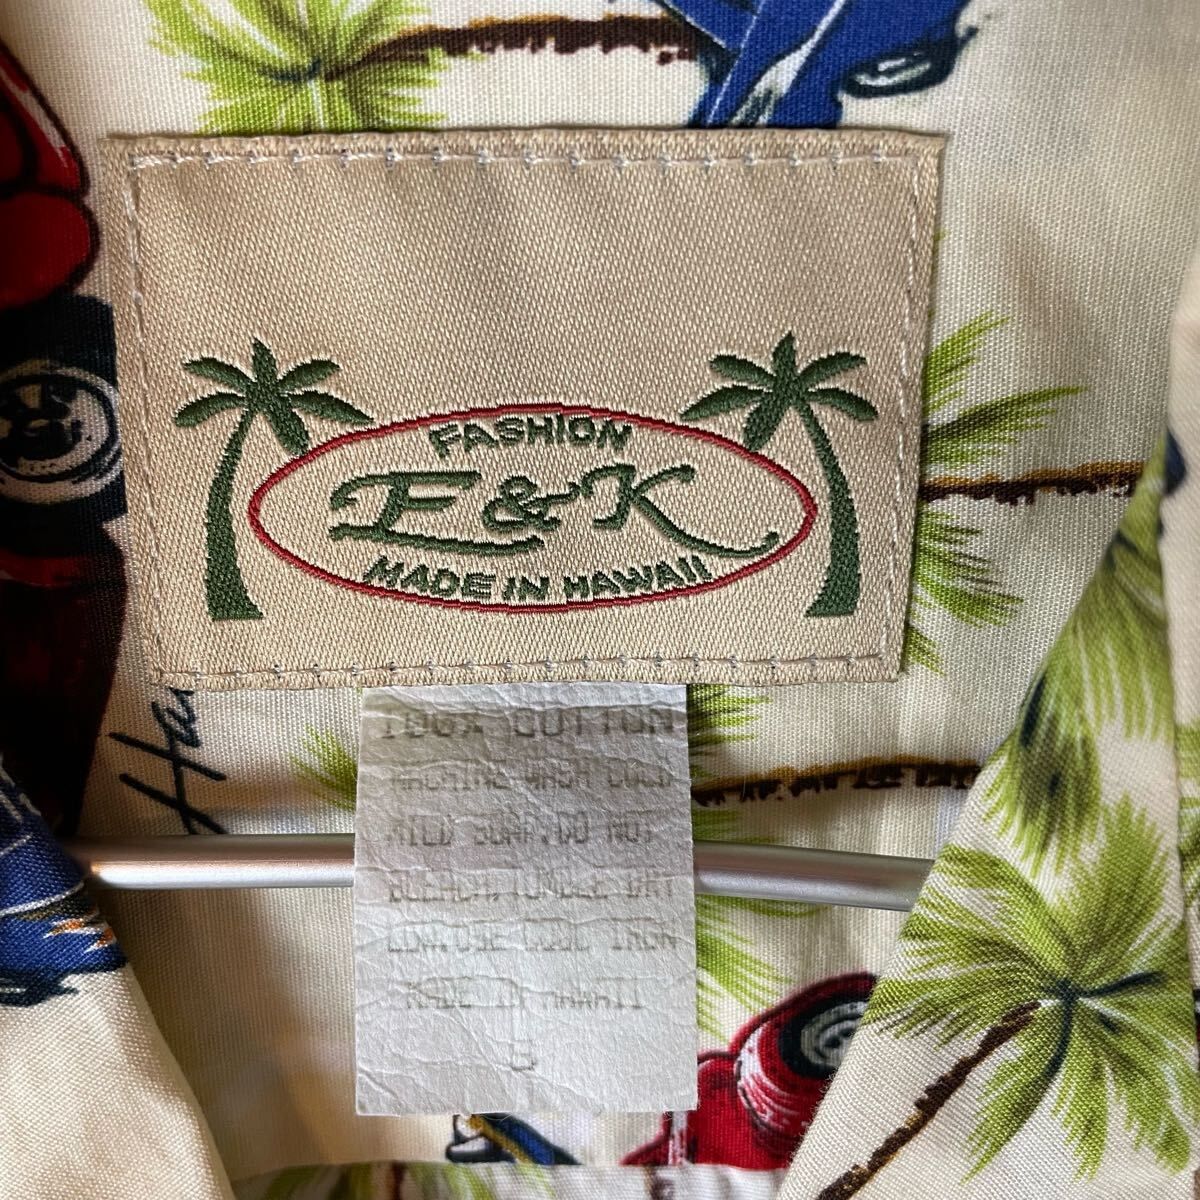 FASHION
E&K
MADE IN HAWAII
100% COTTON
MACHINE WASH COLD
MILD SOAP.DO NOT
BLEACH,TUMBLE DRY
LOW.USE COOL IRON
MADE IN HAWAII
L
Ha